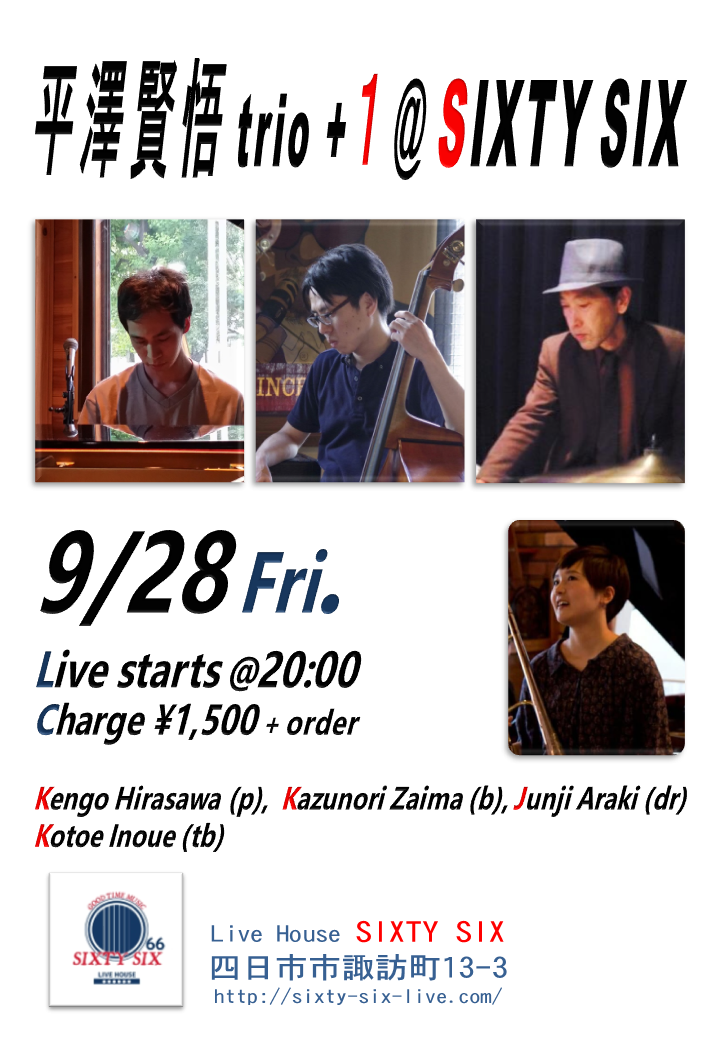 平澤賢悟 trio + 1 @ SIXTY SIX
INCE
9/28 Fri.
Live starts @20:00
Charge ¥1,500 + order
Kengo Hirasawa (p), Kazunori Zaima (b), Junji Araki (dr)
Kotoe Inoue (tb)
GOOD TIME MUSIC
66
SIXTY SIX
LIVE HOUSE
Live House SIXTY SIX
四日市市諏訪町13-3
http://sixty-six-live.com/